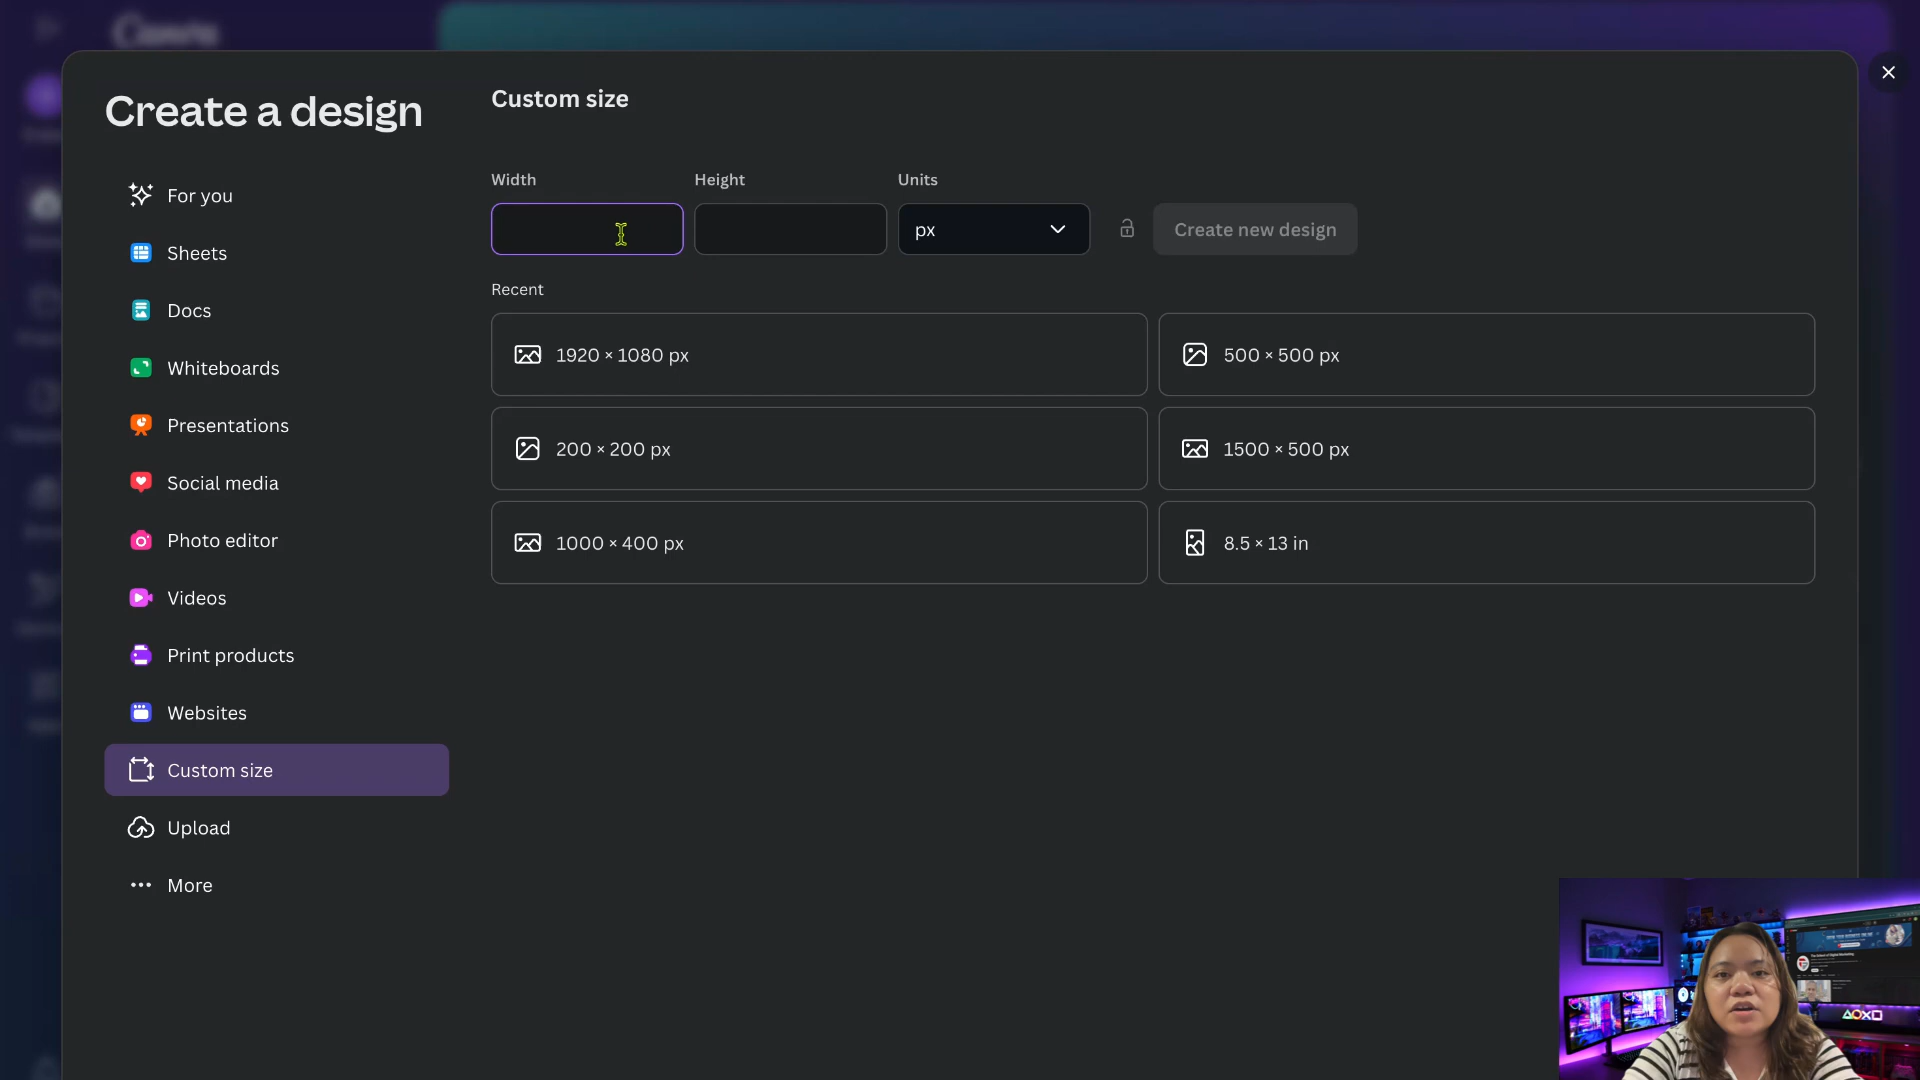 Canva
Create a design
For you
Sheets
Docs
Whiteboards
Presentations
Social media
Photo editor
Videos
Print products
Websites
Custom size
Upload
More
Custom size
Width Height Units
px Create new design
Recent
1920 × 1080 px 500 × 500 px
200 × 200 px 1500 × 500 px
1000 × 400 px 8.5 × 13 in